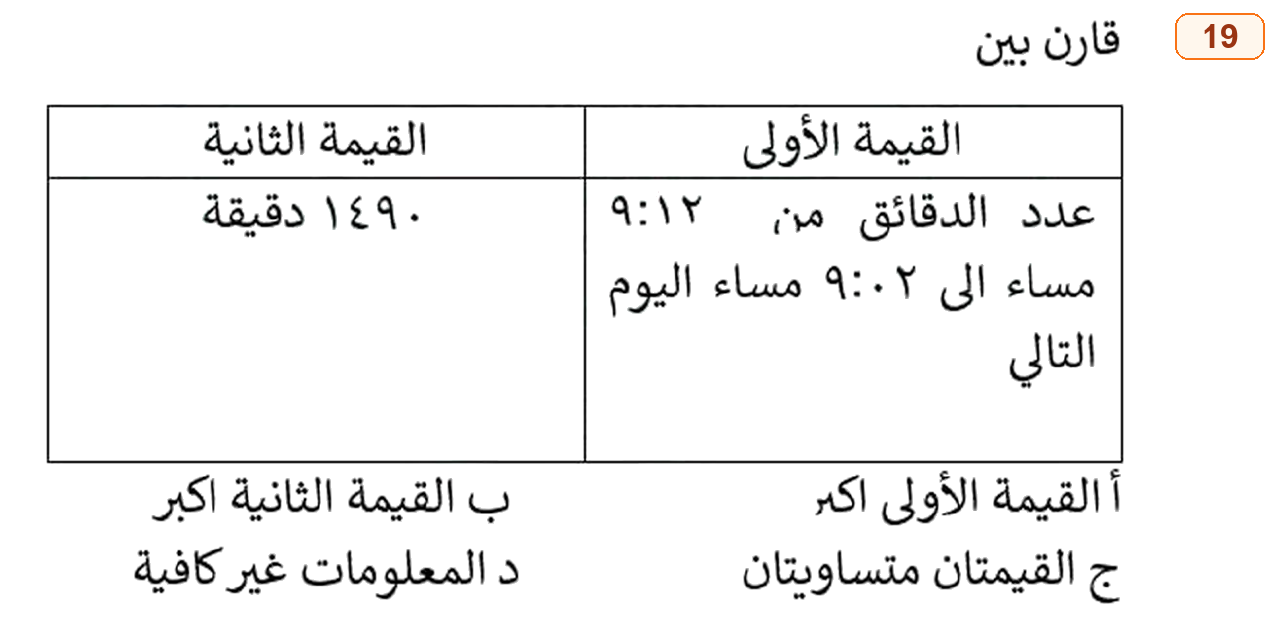 19
قارن بين
القيمة الأولى
القيمة الثانية
عدد الدقائق من ٩:١٢
مساء الى ٩:٠٢ مساء اليوم
التالي
١٤٩٠ دقيقة
أ القيمة الأولى اكبر
ب القيمة الثانية اكبر
ج القيمتان متساويتان
د المعلومات غير كافية